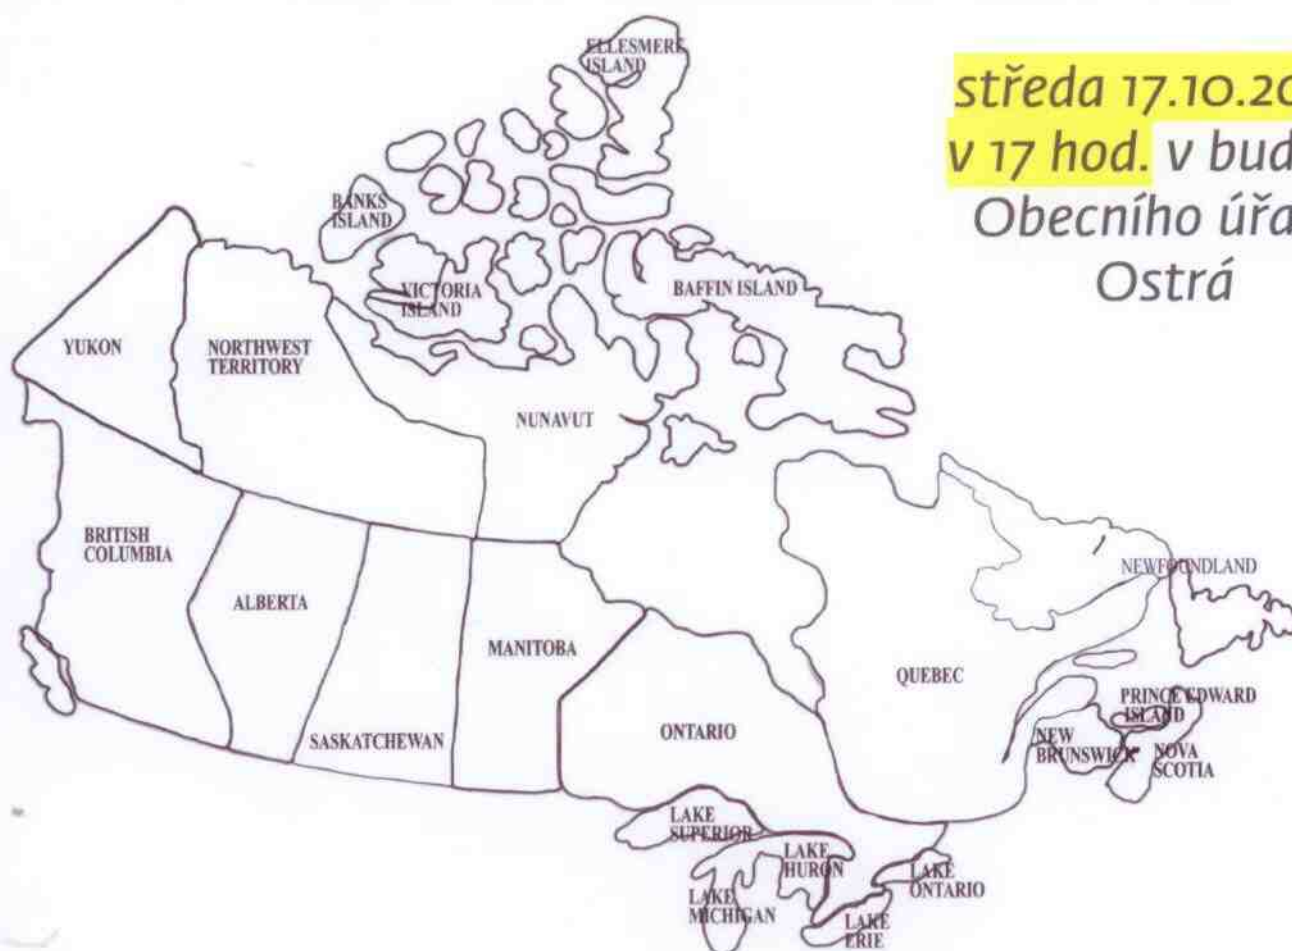 ELLESMERE
ISLAND
středa 17.10.20
v 17 hod. v bud
Obecního úřa
Ostrá
BANKS
ISLAND
VICTORIA
ISLAND
BAFFIN ISLAND
YUKON
NORTHWEST
TERRITORY
NUNAVUT
BRITISH
COLUMBIA
ALBERTA
SASKATCHEWAN
MANITOBA
ONTARIO
QUEBEC
NEWFOUNDLAND
PRINCE EDWARD
ISLAND
NEW
BRUNSWICK
NOVA
SCOTIA
LAKE
SUPERIOR
LAKE
HURON
LAKE
MICHIGAN
LAKE
ONTARIO
LAKE
ERIE